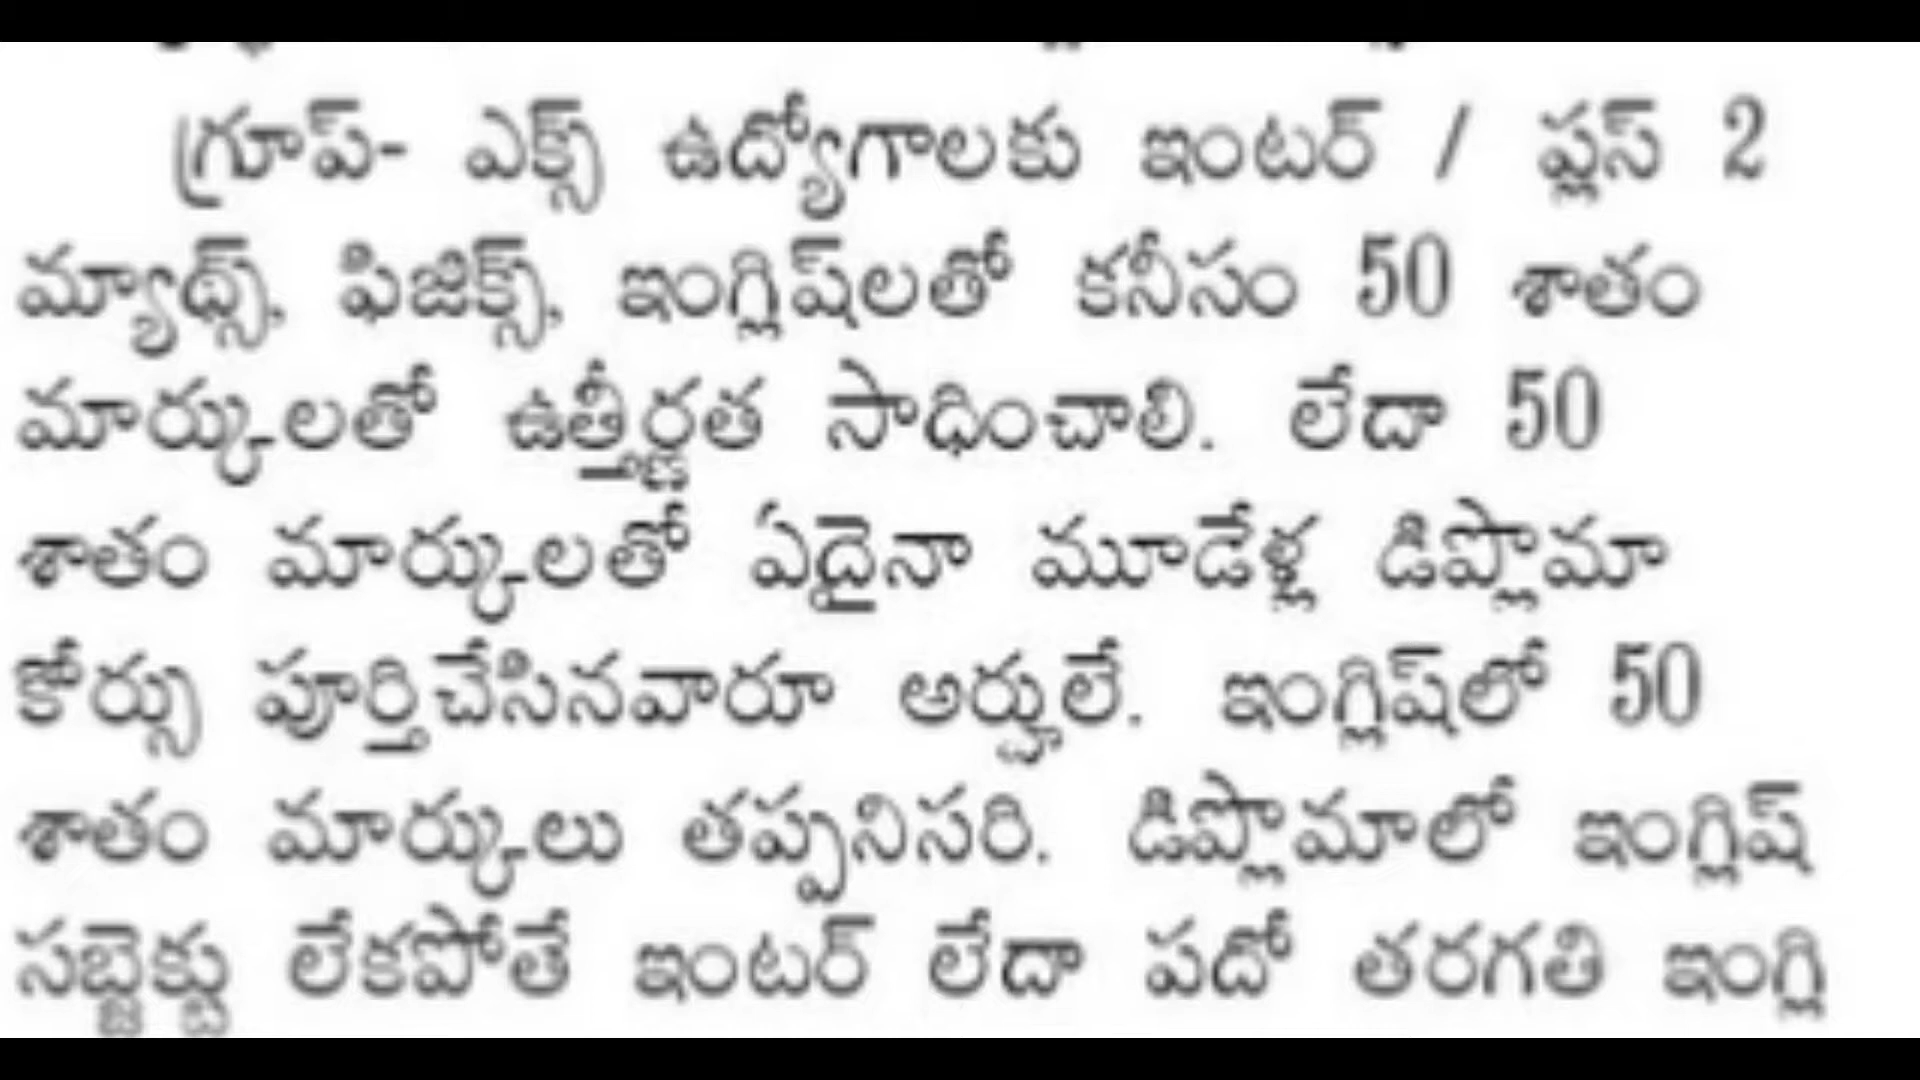 గ్రూప్- ఎక్స్ ఉద్యోగాలకు ఇంటర్ / ప్లస్ 2
మ్యాథ్స్, ఫిజిక్స్, ఇంగ్లిష్‌లతో కనీసం 50 శాతం
మార్కులతో ఉత్తీర్ణత సాధించాలి. లేదా 50
శాతం మార్కులతో ఏదైనా మూడేళ్ల డిప్లొమా
కోర్సు పూర్తిచేసినవారూ అర్హులే. ఇంగ్లిష్‌లో 50
శాతం మార్కులు తప్పనిసరి. డిప్లొమాలో ఇంగ్లిష్
సబ్జెక్టు లేకపోతే ఇంటర్ లేదా పదో తరగతి ఇంగ్లి